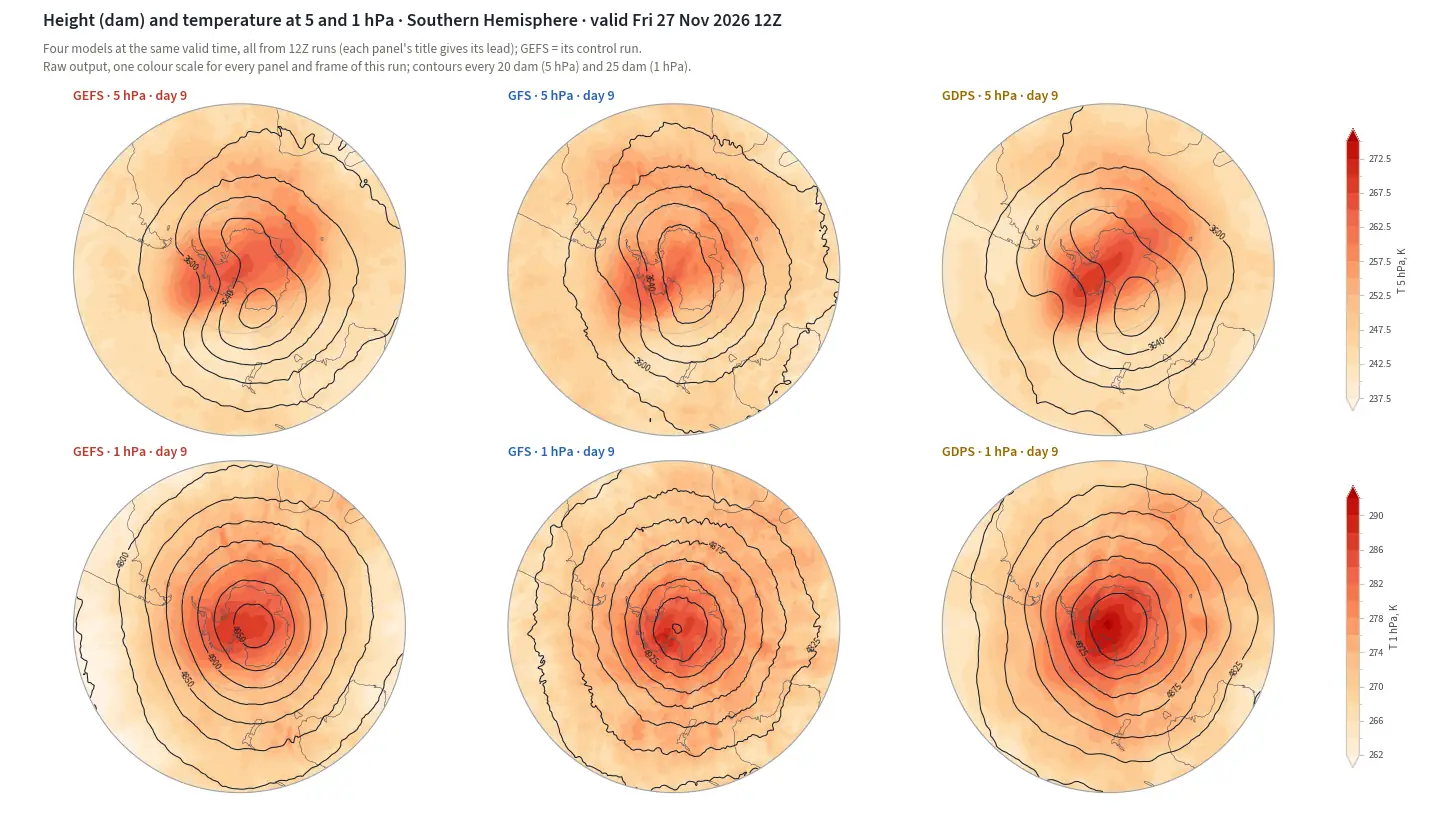 Height (dam) and temperature at 5 and 1 hPa · Southern Hemisphere · valid Fri 27 Nov 2026 12Z
Four models at the same valid time, all from 12Z runs (each panel's title gives its lead); GEFS = its control run.
Raw output, one colour scale for every panel and frame of this run; contours every 20 dam (5 hPa) and 25 dam (1 hPa).
GEFS · 5 hPa · day 9
GFS · 5 hPa · day 9
GDPS · 5 hPa · day 9
3600
3640
3640
3600
3600
3640
272.5
267.5
262.5
257.5
252.5
247.5
242.5
237.5
T 5 hPa, K
GEFS · 1 hPa · day 9
GFS · 1 hPa · day 9
GDPS · 1 hPa · day 9
4800
4950
4900
4850
4875
4925
4825
4925
4875
4825
290
286
282
278
274
270
266
262
T 1 hPa, K